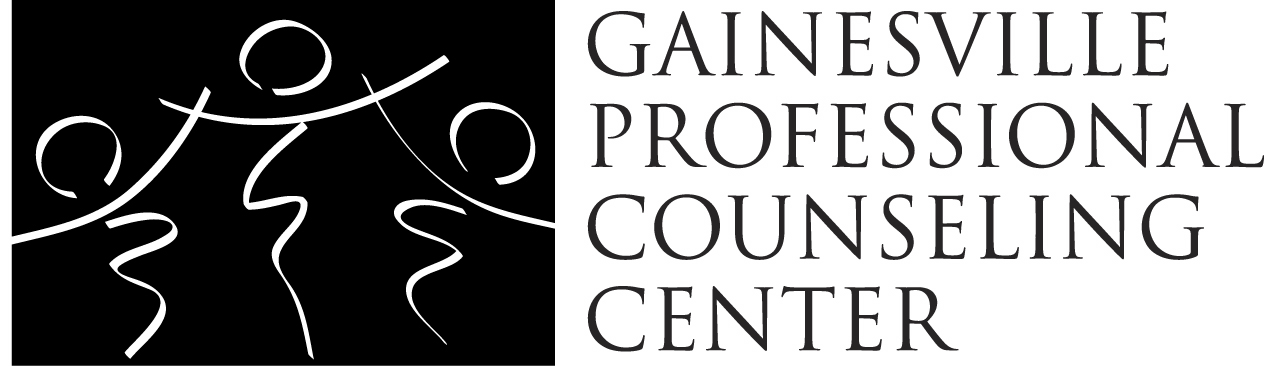 GAINESVILLE
PROFESSIONAL
COUNSELING
CENTER